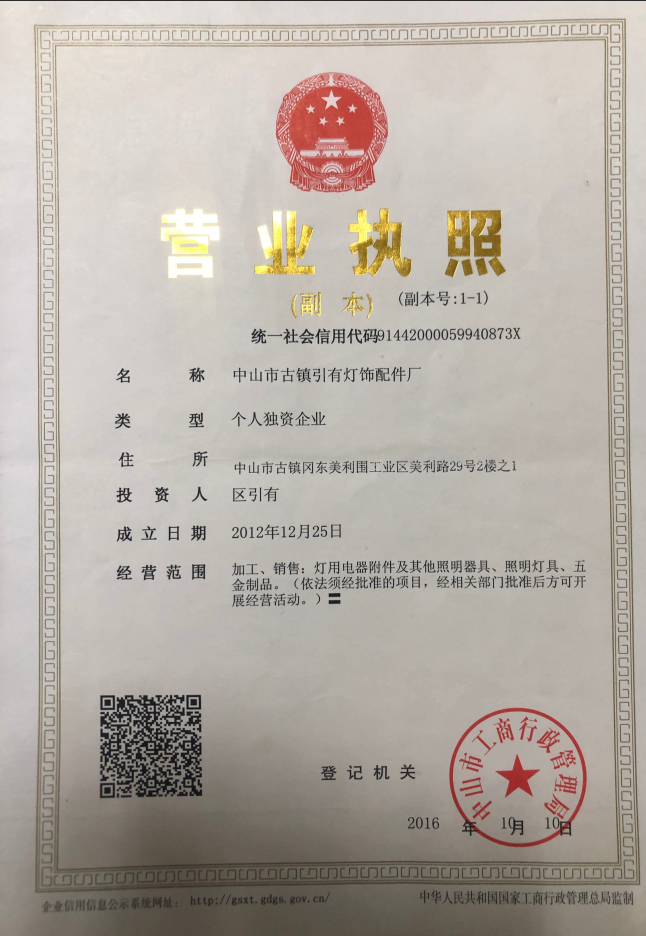 营业执照
(副 本) (副本号:1-1)
统一社会信用代码91442000059940873X
名 称 中山市古镇引有灯饰配件厂
类 型 个人独资企业
住 所 中山市古镇冈东美利围工业区美利路29号2楼之1
投 资 人 区引有
成 立 日 期 2012年12月25日
经 营 范 围 加工、销售：灯用电器附件及其他照明器具、照明灯具、五
金制品。（依法须经批准的项目，经相关部门批准后方可开
展经营活动。）〓
中山市工商行政管理局
登 记 机 关
2016 年 10月 10日
企业信用信息公示系统网址： http://gsxt.gdgs.gov.cn/
中华人民共和国国家工商行政管理总局监制